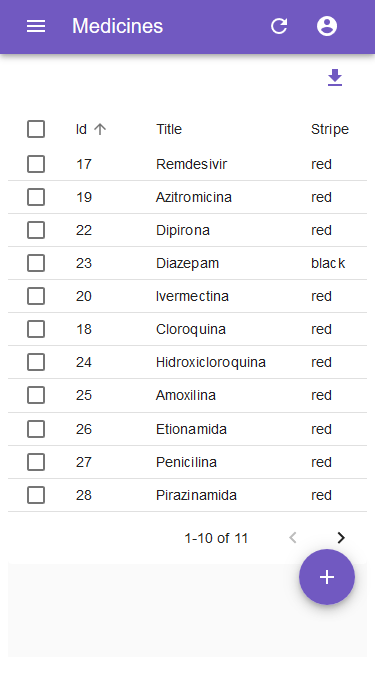 Medicines
Id Title Stripe
17 Remdesivir red
19 Azitromicina red
22 Dipirona red
23 Diazepam black
20 Ivermectina red
18 Cloroquina red
24 Hidroxicloroquina red
25 Amoxilina red
26 Etionamida red
27 Penicilina red
28 Pirazinamida red
1-10 of 11